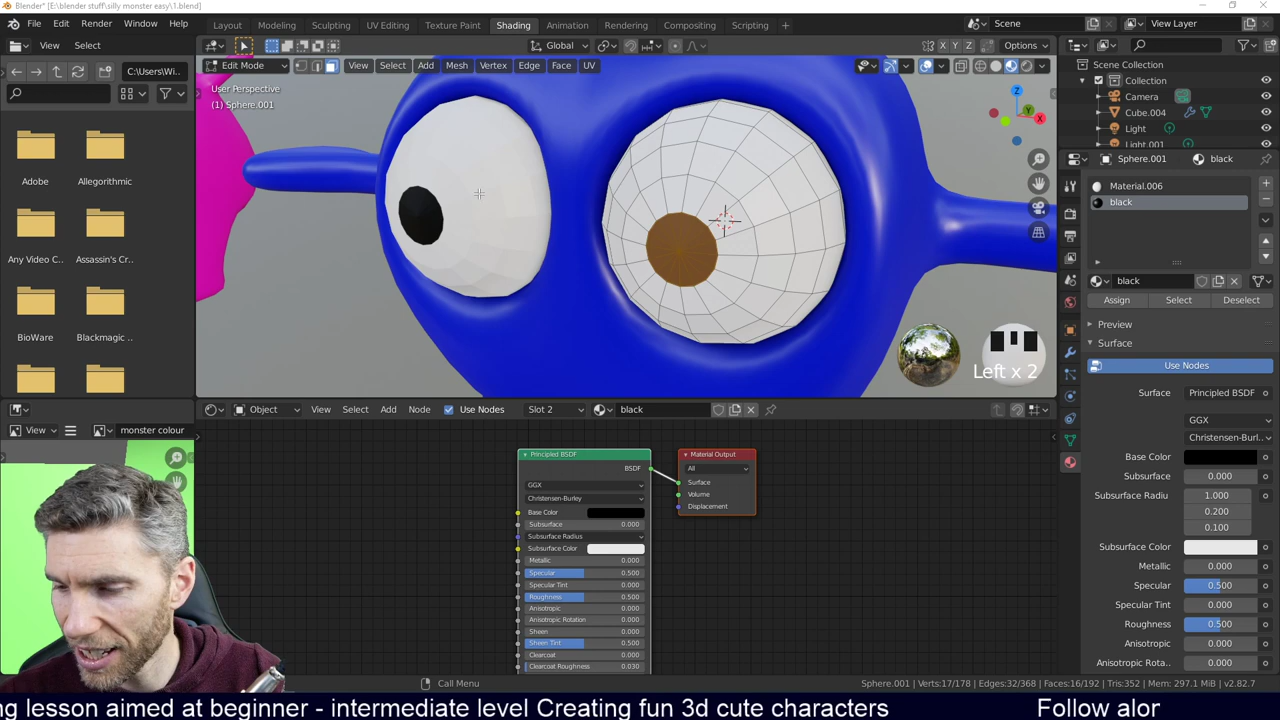 Blender* [E:\blender stuff\silly monster easy\1.blend]
File Edit Render Window Help Layout Modeling Sculpting UV Editing Texture Paint Shading Animation Rendering Compositing Scripting + Scene View Layer
View Select Global X Y Z Options
C:\Users\Wi...
Edit Mode View Select Add Mesh Vertex Edge Face UV
User Perspective
(1) Sphere.001
Adobe Allegorithmic
Any Video C... Assassin's Cr...
BioWare Blackmagic ...
View monster colour
Z
Y
X
Left x 2
Scene Collection
Collection
Camera
Cube.004
Light
Light.001
Sphere.001 black
Material.006
black
black
Assign Select Deselect
Preview
Surface
Use Nodes
Surface Principled BSDF
GGX
Christensen-Burl..
Base Color
Subsurface 0.000
Subsurface Radiu 1.000
0.200
0.100
Subsurface Color
Metallic 0.000
Specular 0.500
Specular Tint 0.000
Roughness 0.500
Anisotropic 0.000
Anisotropic Rota.. 0.000
Object View Select Add Node Use Nodes Slot 2 black
Principled BSDF
BSDF
GGX
Christensen-Burley
Base Color
Subsurface 0.000
Subsurface Radius
Subsurface Color
Metallic 0.000
Specular 0.500
Specular Tint 0.000
Roughness 0.500
Anisotropic 0.000
Anisotropic Rotation 0.000
Sheen 0.000
Sheen Tint 0.500
Clearcoat 0.000
Clearcoat Roughness 0.030
Material Output
All
Surface
Volume
Displacement
Call Menu
Sphere.001 | Verts:17/178 | Edges:32/368 | Faces:16/192 | Tris:352 | Mem: 297.1 MiB | v2.82.7
ng lesson aimed at beginner - intermediate level Creating fun 3d cute characters Follow alor